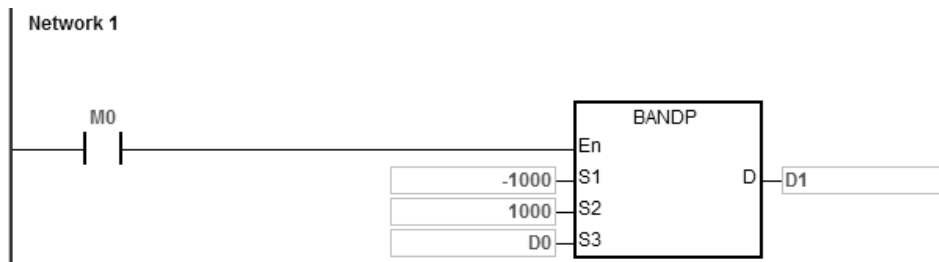 Network 1
M0
BANDP
En
-1000 S1 D D1
1000 S2
D0 S3